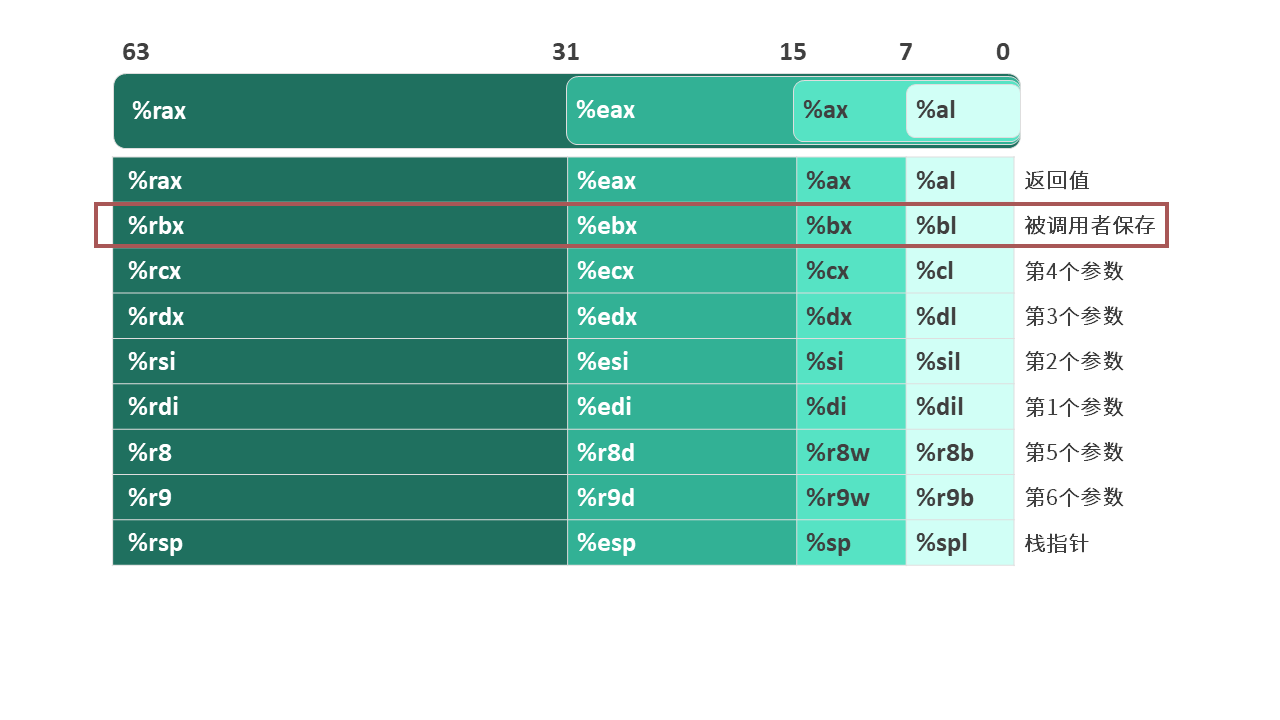 63 31 15 7 0
%rax %eax %ax %al
%rax %eax %ax %al 返回值
%rbx %ebx %bx %bl 被调用者保存
%rcx %ecx %cx %cl 第4个参数
%rdx %edx %dx %dl 第3个参数
%rsi %esi %si %sil 第2个参数
%rdi %edi %di %dil 第1个参数
%r8 %r8d %r8w %r8b 第5个参数
%r9 %r9d %r9w %r9b 第6个参数
%rsp %esp %sp %spl 栈指针